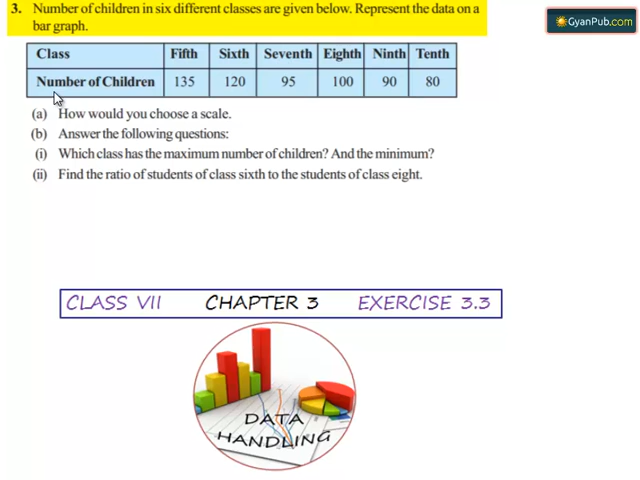 3. Number of children in six different classes are given below. Represent the data on a
bar graph.
GyanPub.com
Class Fifth Sixth Seventh Eighth Ninth Tenth
Number of Children 135 120 95 100 90 80
(a) How would you choose a scale.
(b) Answer the following questions:
(i) Which class has the maximum number of children? And the minimum?
(ii) Find the ratio of students of class sixth to the students of class eight.
CLASS VII CHAPTER 3 EXERCISE 3.3
DATA
HANDLING